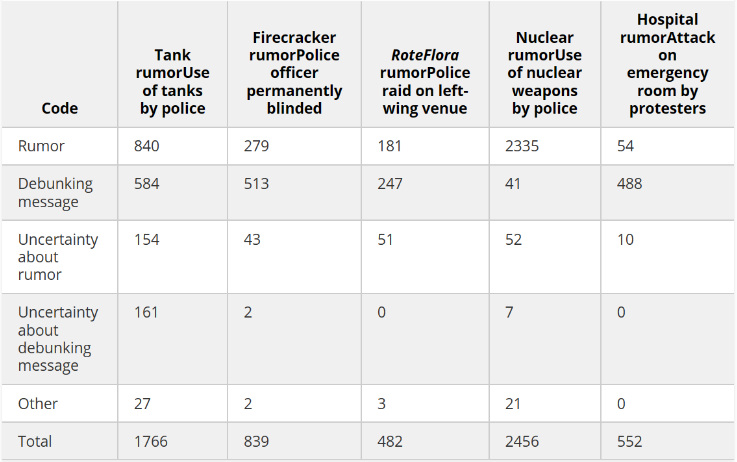 Code | Tank rumorUse of tanks by police | Firecracker rumorPolice officer permanently blinded | RoteFlora rumorPolice raid on left-wing venue | Nuclear rumorUse of nuclear weapons by police | Hospital rumorAttack on emergency room by protesters
Rumor | 840 | 279 | 181 | 2335 | 54
Debunking message | 584 | 513 | 247 | 41 | 488
Uncertainty about rumor | 154 | 43 | 51 | 52 | 10
Uncertainty about debunking message | 161 | 2 | 0 | 7 | 0
Other | 27 | 2 | 3 | 21 | 0
Total | 1766 | 839 | 482 | 2456 | 552